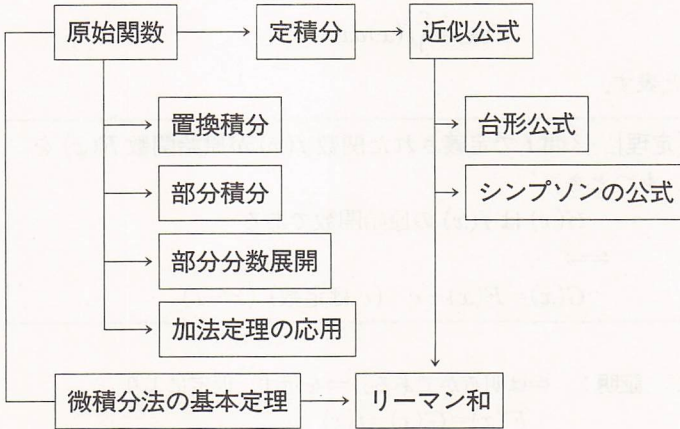 原始関数
定積分
近似公式
置換積分
台形公式
部分積分
シンプソンの公式
部分分数展開
加法定理の応用
微積分法の基本定理
リーマン和